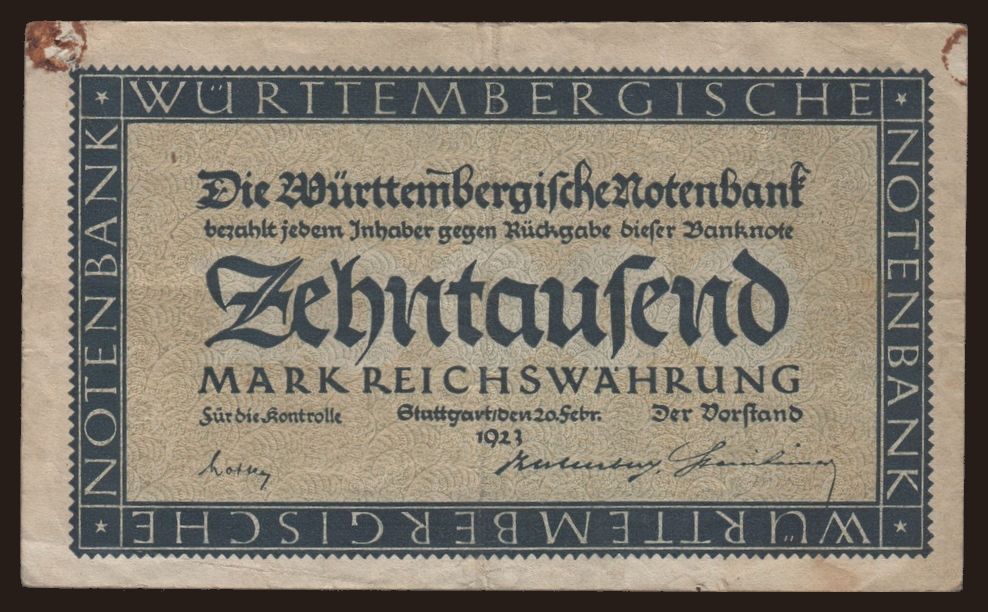 WÜRTTEMBERGISCHE
NOTENBANK
NOTENBANK
Die Württembergische Notenbank
bezahlt jedem Inhaber gegen Rückgabe dieser Banknote
Zehntausend
MARK REICHSWÄHRUNG
Für die Kontrolle Stuttgart, den 20. Febr. Der Vorstand
1923
WÜRTTEMBERGISCHE